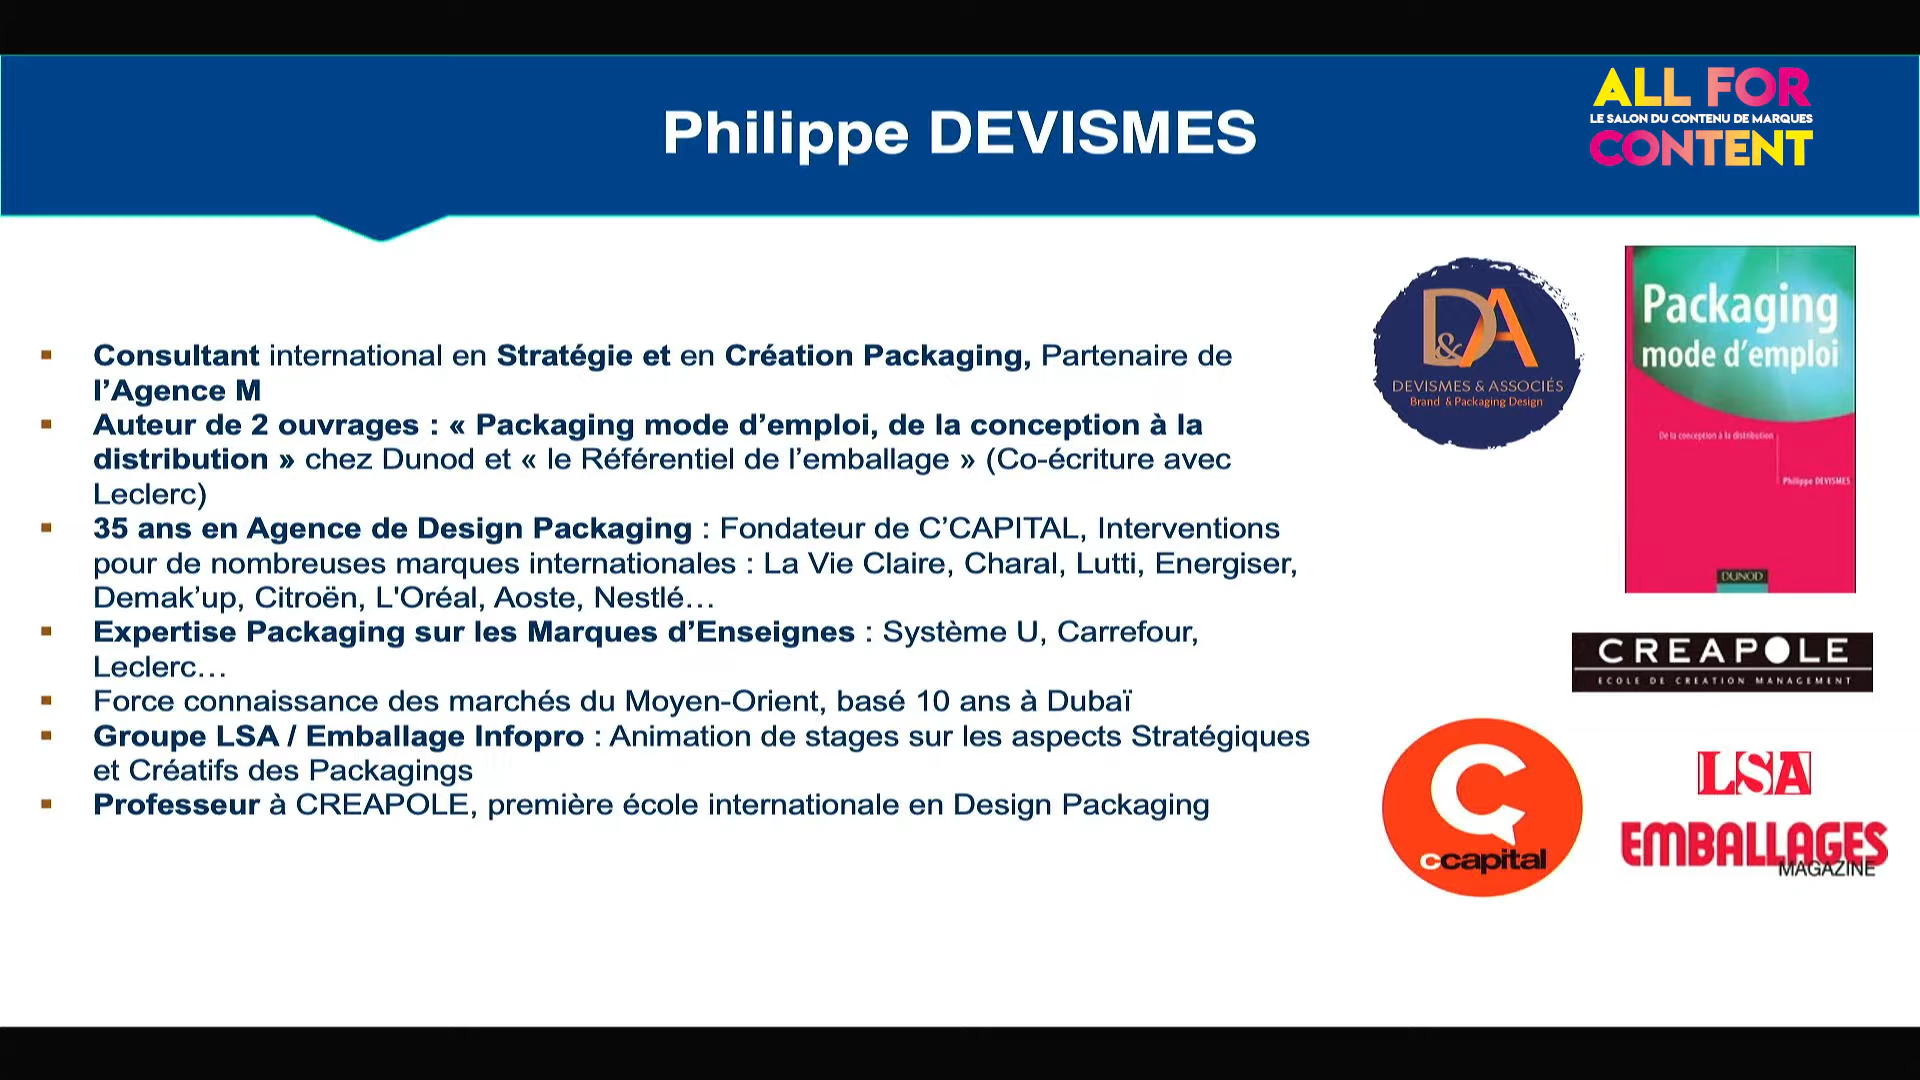 Philippe DEVISMES
ALL FOR
LE SALON DU CONTENU DE MARQUES
CONTENT
▪ Consultant international en Stratégie et en Création Packaging, Partenaire de
l’Agence M
▪ Auteur de 2 ouvrages : « Packaging mode d’emploi, de la conception à la
distribution » chez Dunod et « le Référentiel de l’emballage » (Co-écriture avec
Leclerc)
▪ 35 ans en Agence de Design Packaging : Fondateur de C’CAPITAL, Interventions
pour de nombreuses marques internationales : La Vie Claire, Charal, Lutti, Energiser,
Demak’up, Citroën, L'Oréal, Aoste, Nestlé…
▪ Expertise Packaging sur les Marques d’Enseignes : Système U, Carrefour,
Leclerc…
▪ Force connaissance des marchés du Moyen-Orient, basé 10 ans à Dubaï
▪ Groupe LSA / Emballage Infopro : Animation de stages sur les aspects Stratégiques
et Créatifs des Packagings
▪ Professeur à CREAPOLE, première école internationale en Design Packaging
D&A
DEVISMES & ASSOCIÉS
Brand & Packaging Design
Packaging
mode d’emploi
De la conception à la distribution
Philippe DEVISMES
DUNOD
CREAPOLE
ECOLE DE CREATION MANAGEMENT
C
ccapital
LSA
EMBALLAGES
MAGAZINE